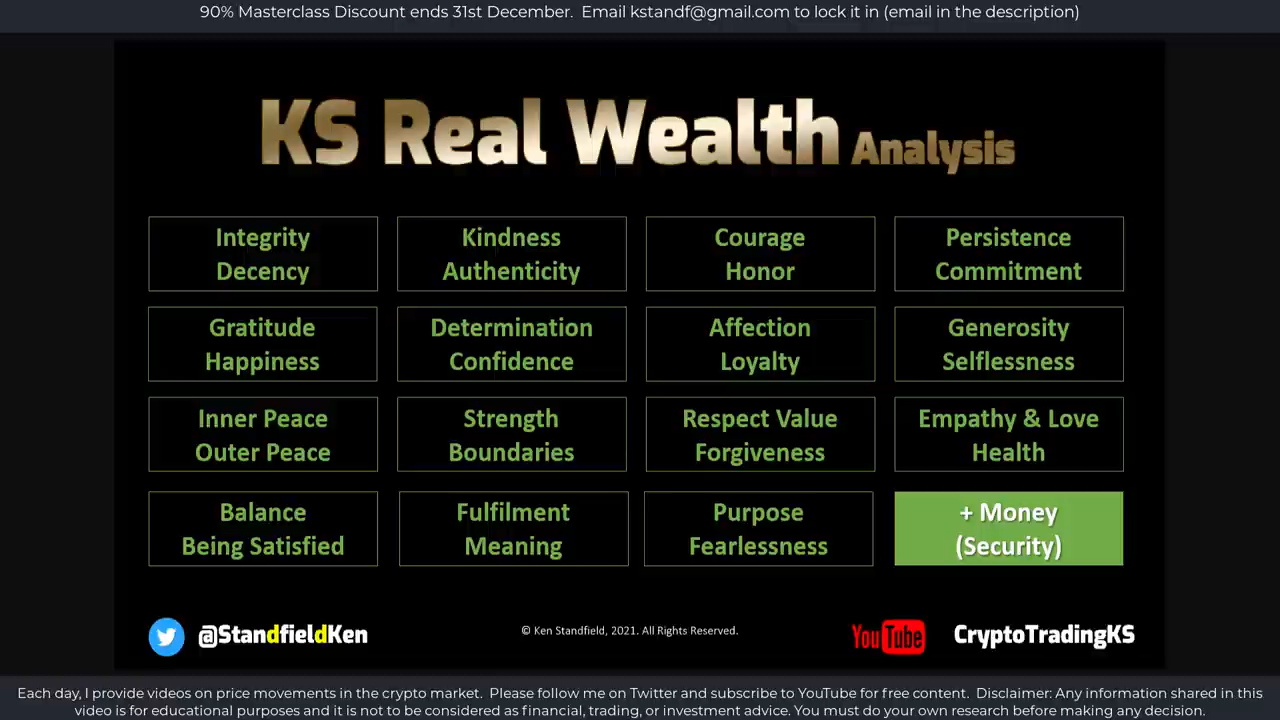 90% Masterclass Discount ends 31st December. Email kstandf@gmail.com to lock it in (email in the description)
KS Real Wealth Analysis
Integrity
Decency
Kindness
Authenticity
Courage
Honor
Persistence
Commitment
Gratitude
Happiness
Determination
Confidence
Affection
Loyalty
Generosity
Selflessness
Inner Peace
Outer Peace
Strength
Boundaries
Respect Value
Forgiveness
Empathy & Love
Health
Balance
Being Satisfied
Fulfilment
Meaning
Purpose
Fearlessness
+ Money
(Security)
@StandfieldKen
© Ken Standfield, 2021. All Rights Reserved.
YouTube
CryptoTradingKS
Each day, I provide videos on price movements in the crypto market. Please follow me on Twitter and subscribe to YouTube for free content. Disclaimer: Any information shared in this
video is for educational purposes and it is not to be considered as financial, trading, or investment advice. You must do your own research before making any decision.